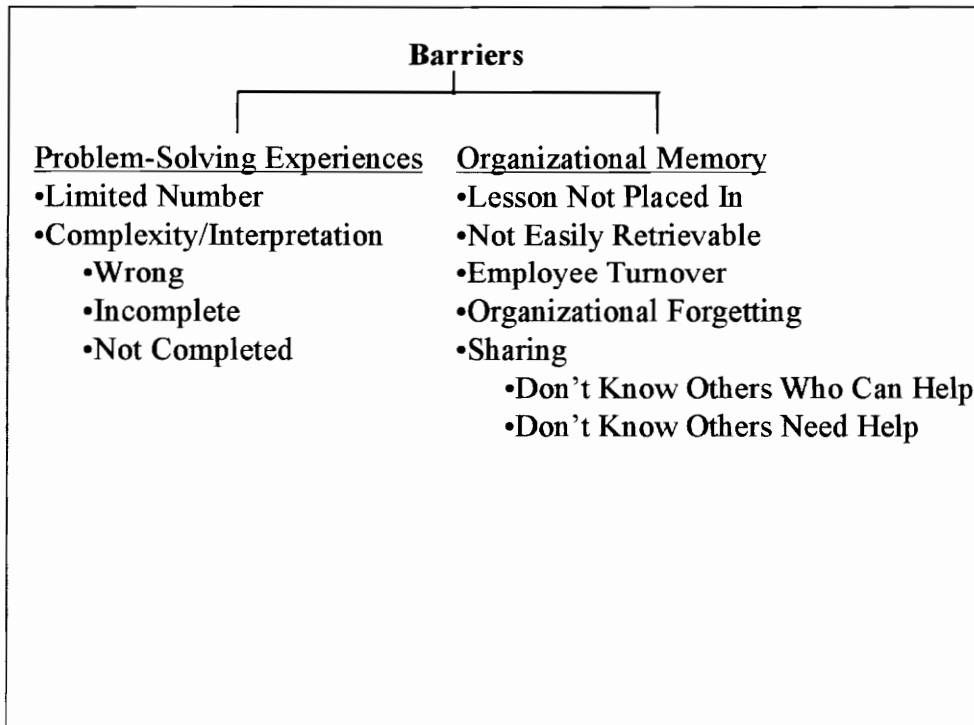 Barriers
Problem-Solving Experiences
•Limited Number
•Complexity/Interpretation
•Wrong
•Incomplete
•Not Completed
Organizational Memory
•Lesson Not Placed In
•Not Easily Retrievable
•Employee Turnover
•Organizational Forgetting
•Sharing
•Don't Know Others Who Can Help
•Don't Know Others Need Help